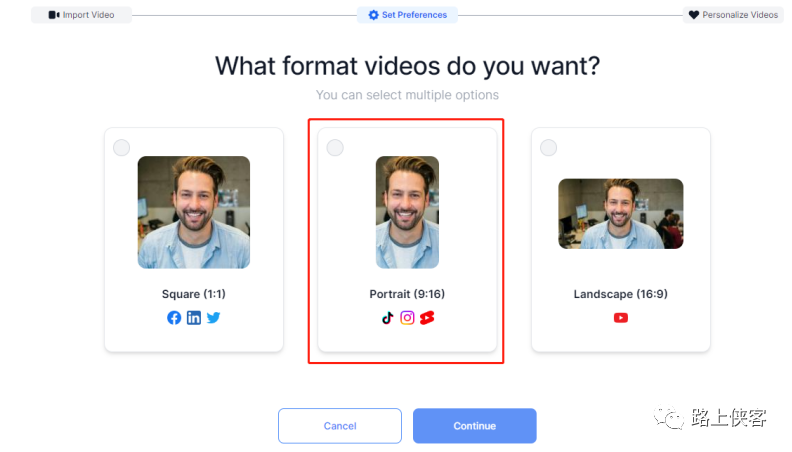 Import Video
Set Preferences
Personalize Videos
What format videos do you want?
You can select multiple options
Square (1:1)
Portrait (9:16)
Landscape (16:9)
Cancel
Continue
路上侠客